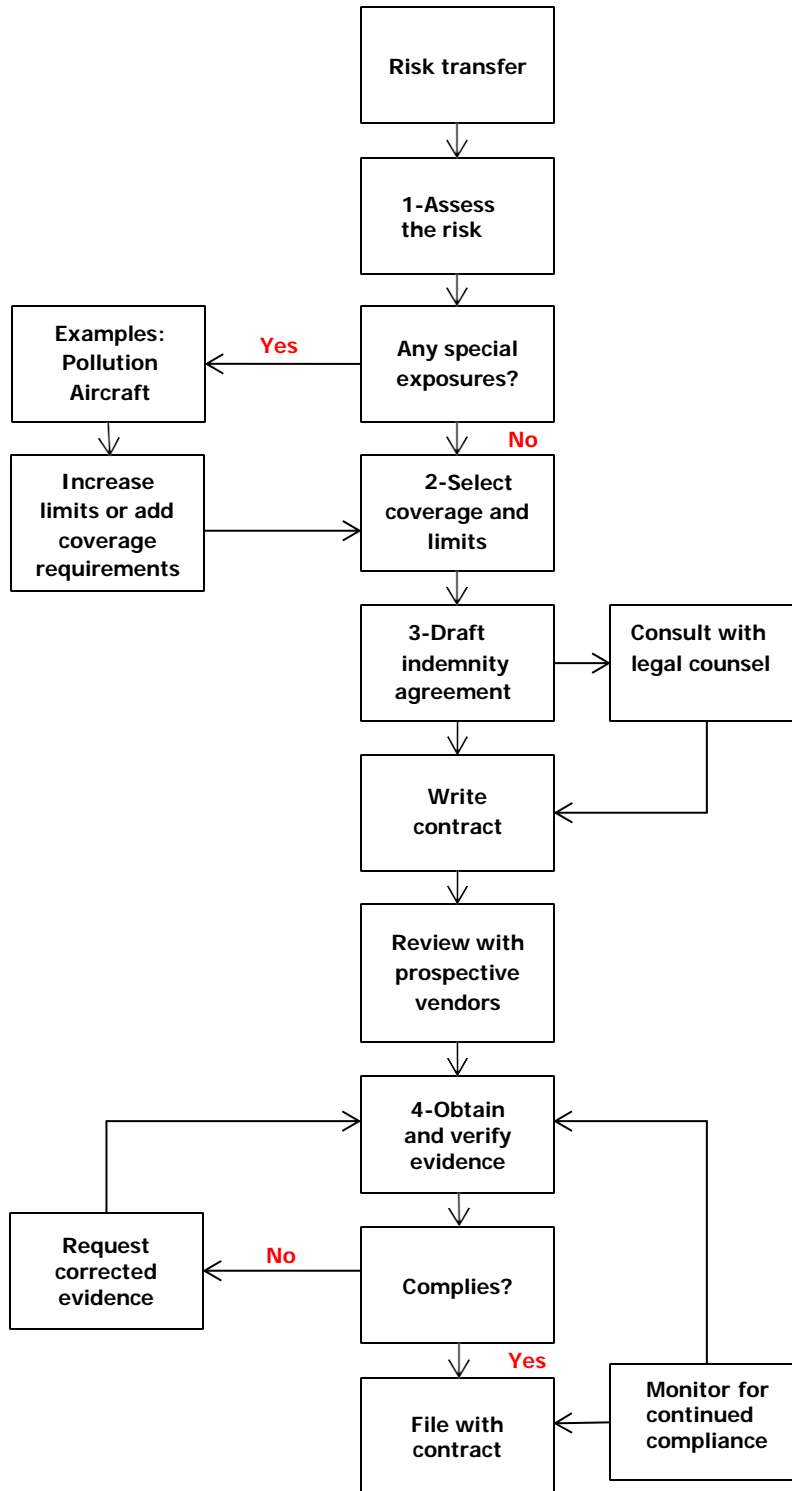 Risk transfer
1-Assess
the risk
Examples:
Pollution
Aircraft
Yes
Any special
exposures?
No
Increase
limits or add
coverage
requirements
2-Select
coverage and
limits
3-Draft
indemnity
agreement
Consult with
legal counsel
Write
contract
Review with
prospective
vendors
4-Obtain
and verify
evidence
Request
corrected
evidence
No
Complies?
Yes
File with
contract
Monitor for
continued
compliance